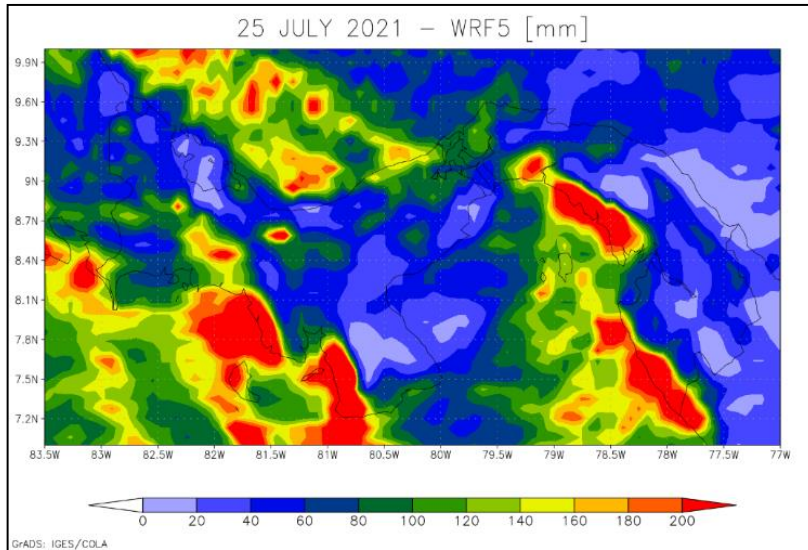 25 JULY 2021 – WRF5 [mm]
9.9N
9.6N
9.3N
9N
8.7N
8.4N
8.1N
7.8N
7.5N
7.2N
83.5W 83W 82.5W 82W 81.5W 81W 80.5W 80W 79.5W 79W 78.5W 78W 77.5W 77W
0 20 40 60 80 100 120 140 160 180 200
GrADS: IGES/COLA